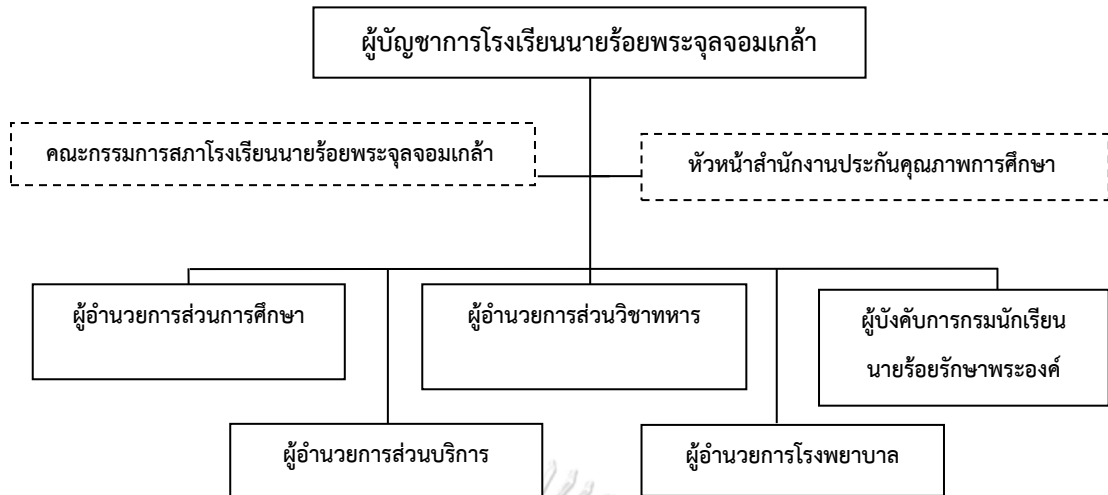 ผู้บัญชาการโรงเรียนนายร้อยพระจุลจอมเกล้า
คณะกรรมการสภาโรงเรียนนายร้อยพระจุลจอมเกล้า
หัวหน้าสำนักงานประกันคุณภาพการศึกษา
ผู้อำนวยการส่วนการศึกษา
ผู้อำนวยการส่วนวิชาทหาร
ผู้บังคับการกรมนักเรียน
นายร้อยรักษาพระองค์
ผู้อำนวยการส่วนบริการ
ผู้อำนวยการโรงพยาบาล